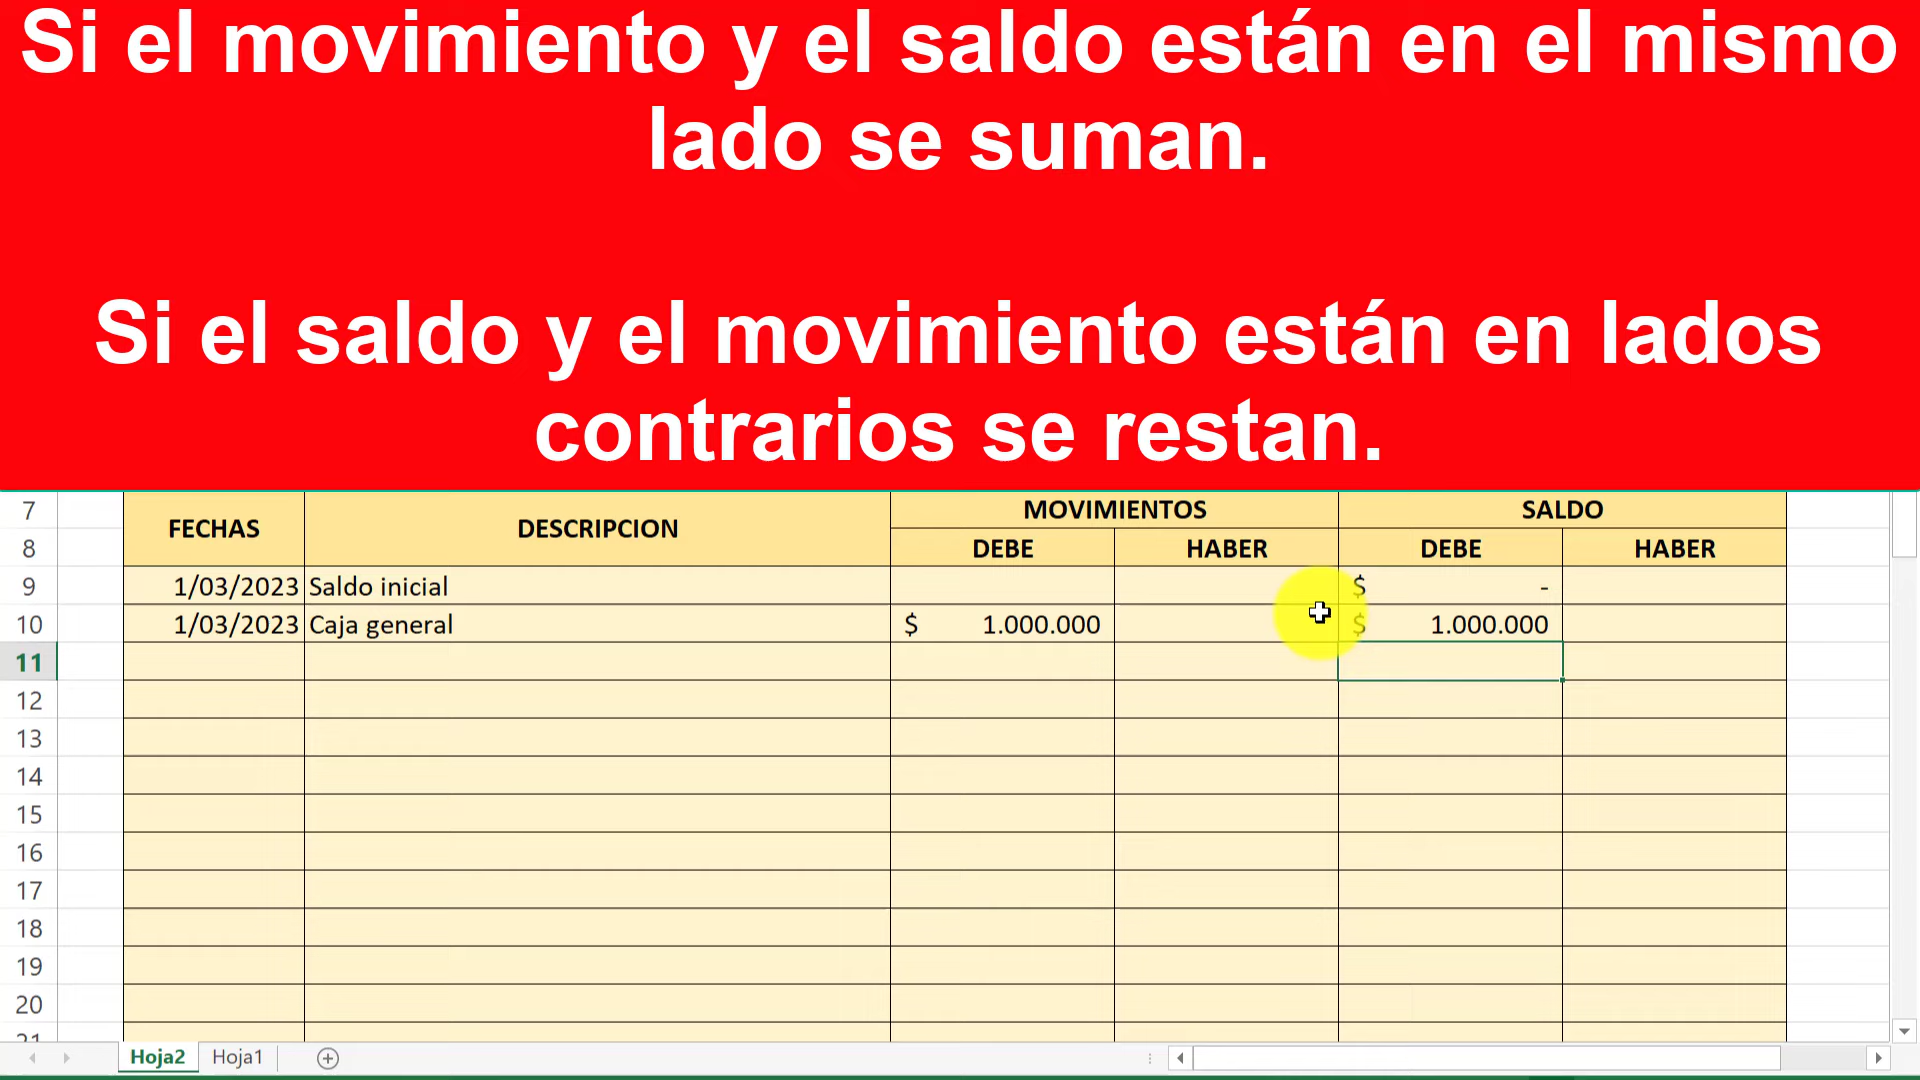 Si el movimiento y el saldo están en el mismo
lado se suman.
Si el saldo y el movimiento están en lados
contrarios se restan.
7 FECHAS DESCRIPCION MOVIMIENTOS SALDO
8 DEBE HABER DEBE HABER
9 1/03/2023 Saldo inicial $ -
10 1/03/2023 Caja general $ 1.000.000 $ 1.000.000
11
12
13
14
15
16
17
18
19
20
21
Hoja2 Hoja1